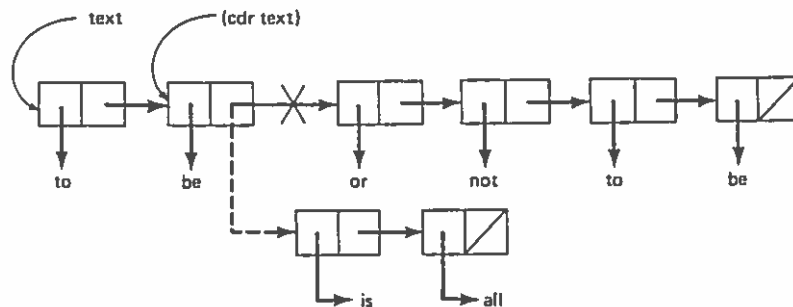 text (cdr text)
to be or not to be
is all